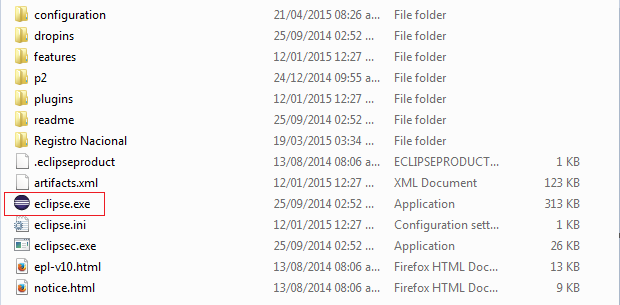 configuration 21/04/2015 08:26 a... File folder
dropins 25/09/2014 02:52 ... File folder
features 12/01/2015 12:27 ... File folder
p2 24/12/2014 09:55 a... File folder
plugins 12/01/2015 12:27 ... File folder
readme 25/09/2014 02:52 ... File folder
Registro Nacional 19/03/2015 03:34 ... File folder
.eclipseproduct 13/08/2014 08:06 a... ECLIPSEPRODUCT... 1 KB
artifacts.xml 12/01/2015 12:27 ... XML Document 123 KB
eclipse.exe 25/09/2014 02:52 ... Application 313 KB
eclipse.ini 12/01/2015 12:27 ... Configuration sett... 1 KB
eclipsec.exe 25/09/2014 02:52 ... Application 26 KB
epl-v10.html 13/08/2014 08:06 a... Firefox HTML Doc... 13 KB
notice.html 13/08/2014 08:06 a... Firefox HTML Doc... 9 KB